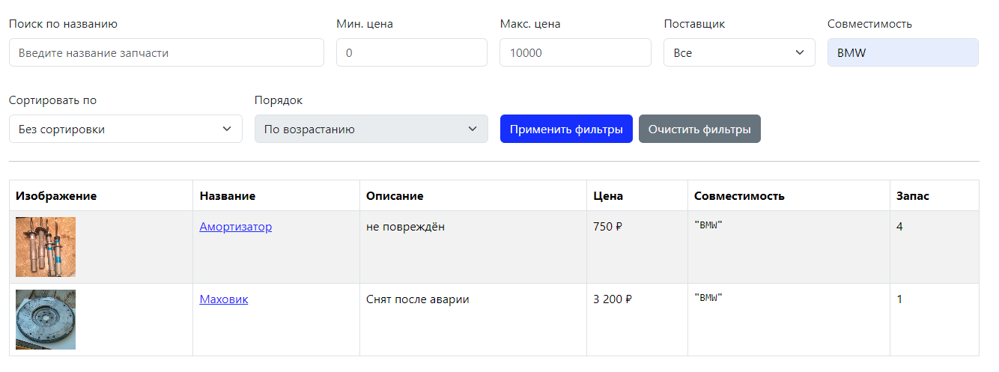 Поиск по названию
Мин. цена
Макс. цена
Поставщик
Совместимость
Введите название запчасти
0
10000
Все
BMW
Сортировать по
Порядок
Без сортировки
По возрастанию
Применить фильтры
Очистить фильтры
Изображение
Название
Описание
Цена
Совместимость
Запас
Амортизатор
не повреждён
750 ₽
"BMW"
4
Маховик
Снят после аварии
3 200 ₽
"BMW"
1